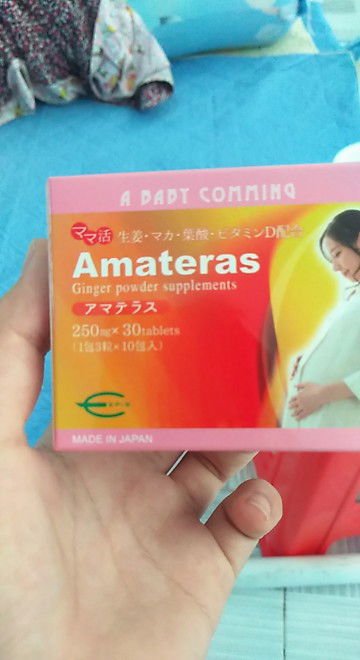 A BABY COMMING
ママ活 生姜・マカ・葉酸・ビタミンD配合
Amateras
Ginger powder supplements
アマテラス
250mg×30tablets
(1包3粒×10包入)
EPIS
MADE IN JAPAN